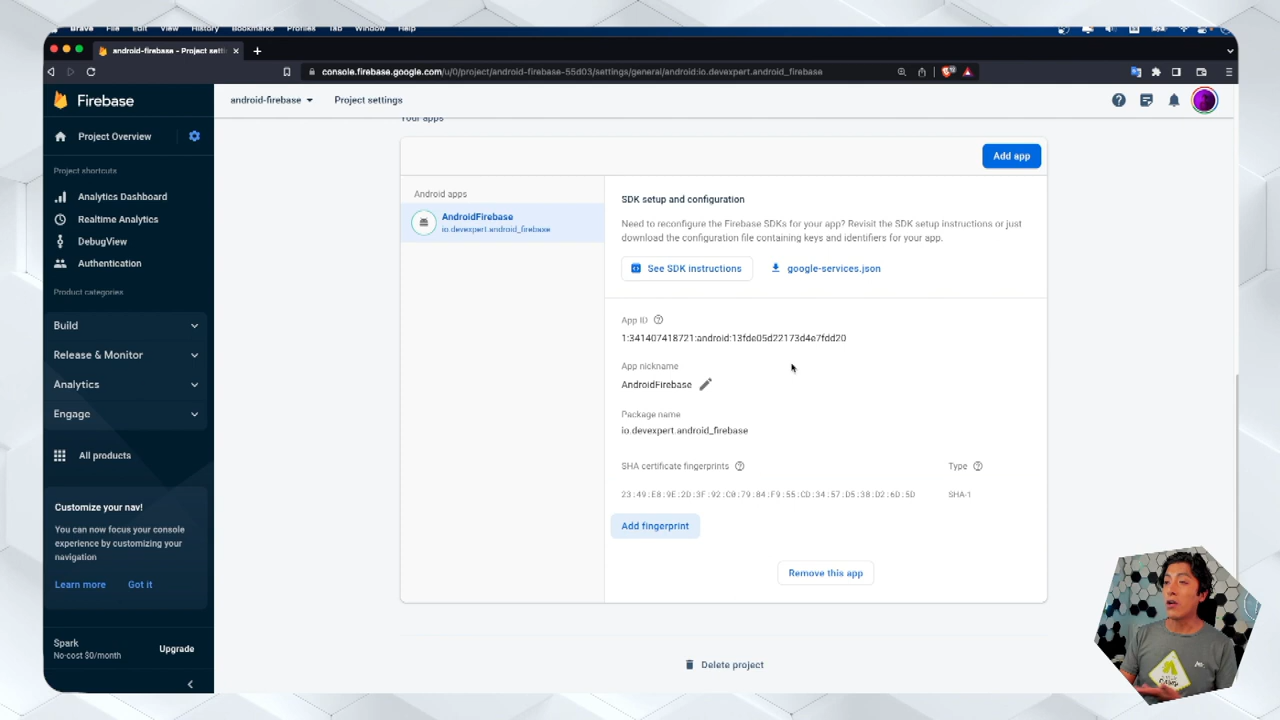 Brave File Edit View History Bookmarks Profiles Tab Window Help
android-firebase - Project setti
console.firebase.google.com/u/0/project/android-firebase-55d03/settings/general/android:io.devexpert.android_firebase
Firebase
android-firebase
Project settings
Project Overview
Project shortcuts
Analytics Dashboard
Realtime Analytics
DebugView
Authentication
Product categories
Build
Release & Monitor
Analytics
Engage
All products
Customize your nav!
You can now focus your console
experience by customizing your
navigation
Learn more
Got it
Spark
No-cost $0/month
Upgrade
Your apps
Add app
Android apps
AndroidFirebase
io.devexpert.android_firebase
SDK setup and configuration
Need to reconfigure the Firebase SDKs for your app? Revisit the SDK setup instructions or just
download the configuration file containing keys and identifiers for your app.
See SDK instructions
google-services.json
App ID
1:341407418721:android:13fde05d22173d4e7fdd20
App nickname
AndroidFirebase
Package name
io.devexpert.android_firebase
SHA certificate fingerprints
Type
23:49:E8:9E:2D:3F:92:C0:79:84:F9:55:CD:34:57:D5:38:D2:6D:5D
SHA-1
Add fingerprint
Remove this app
Delete project